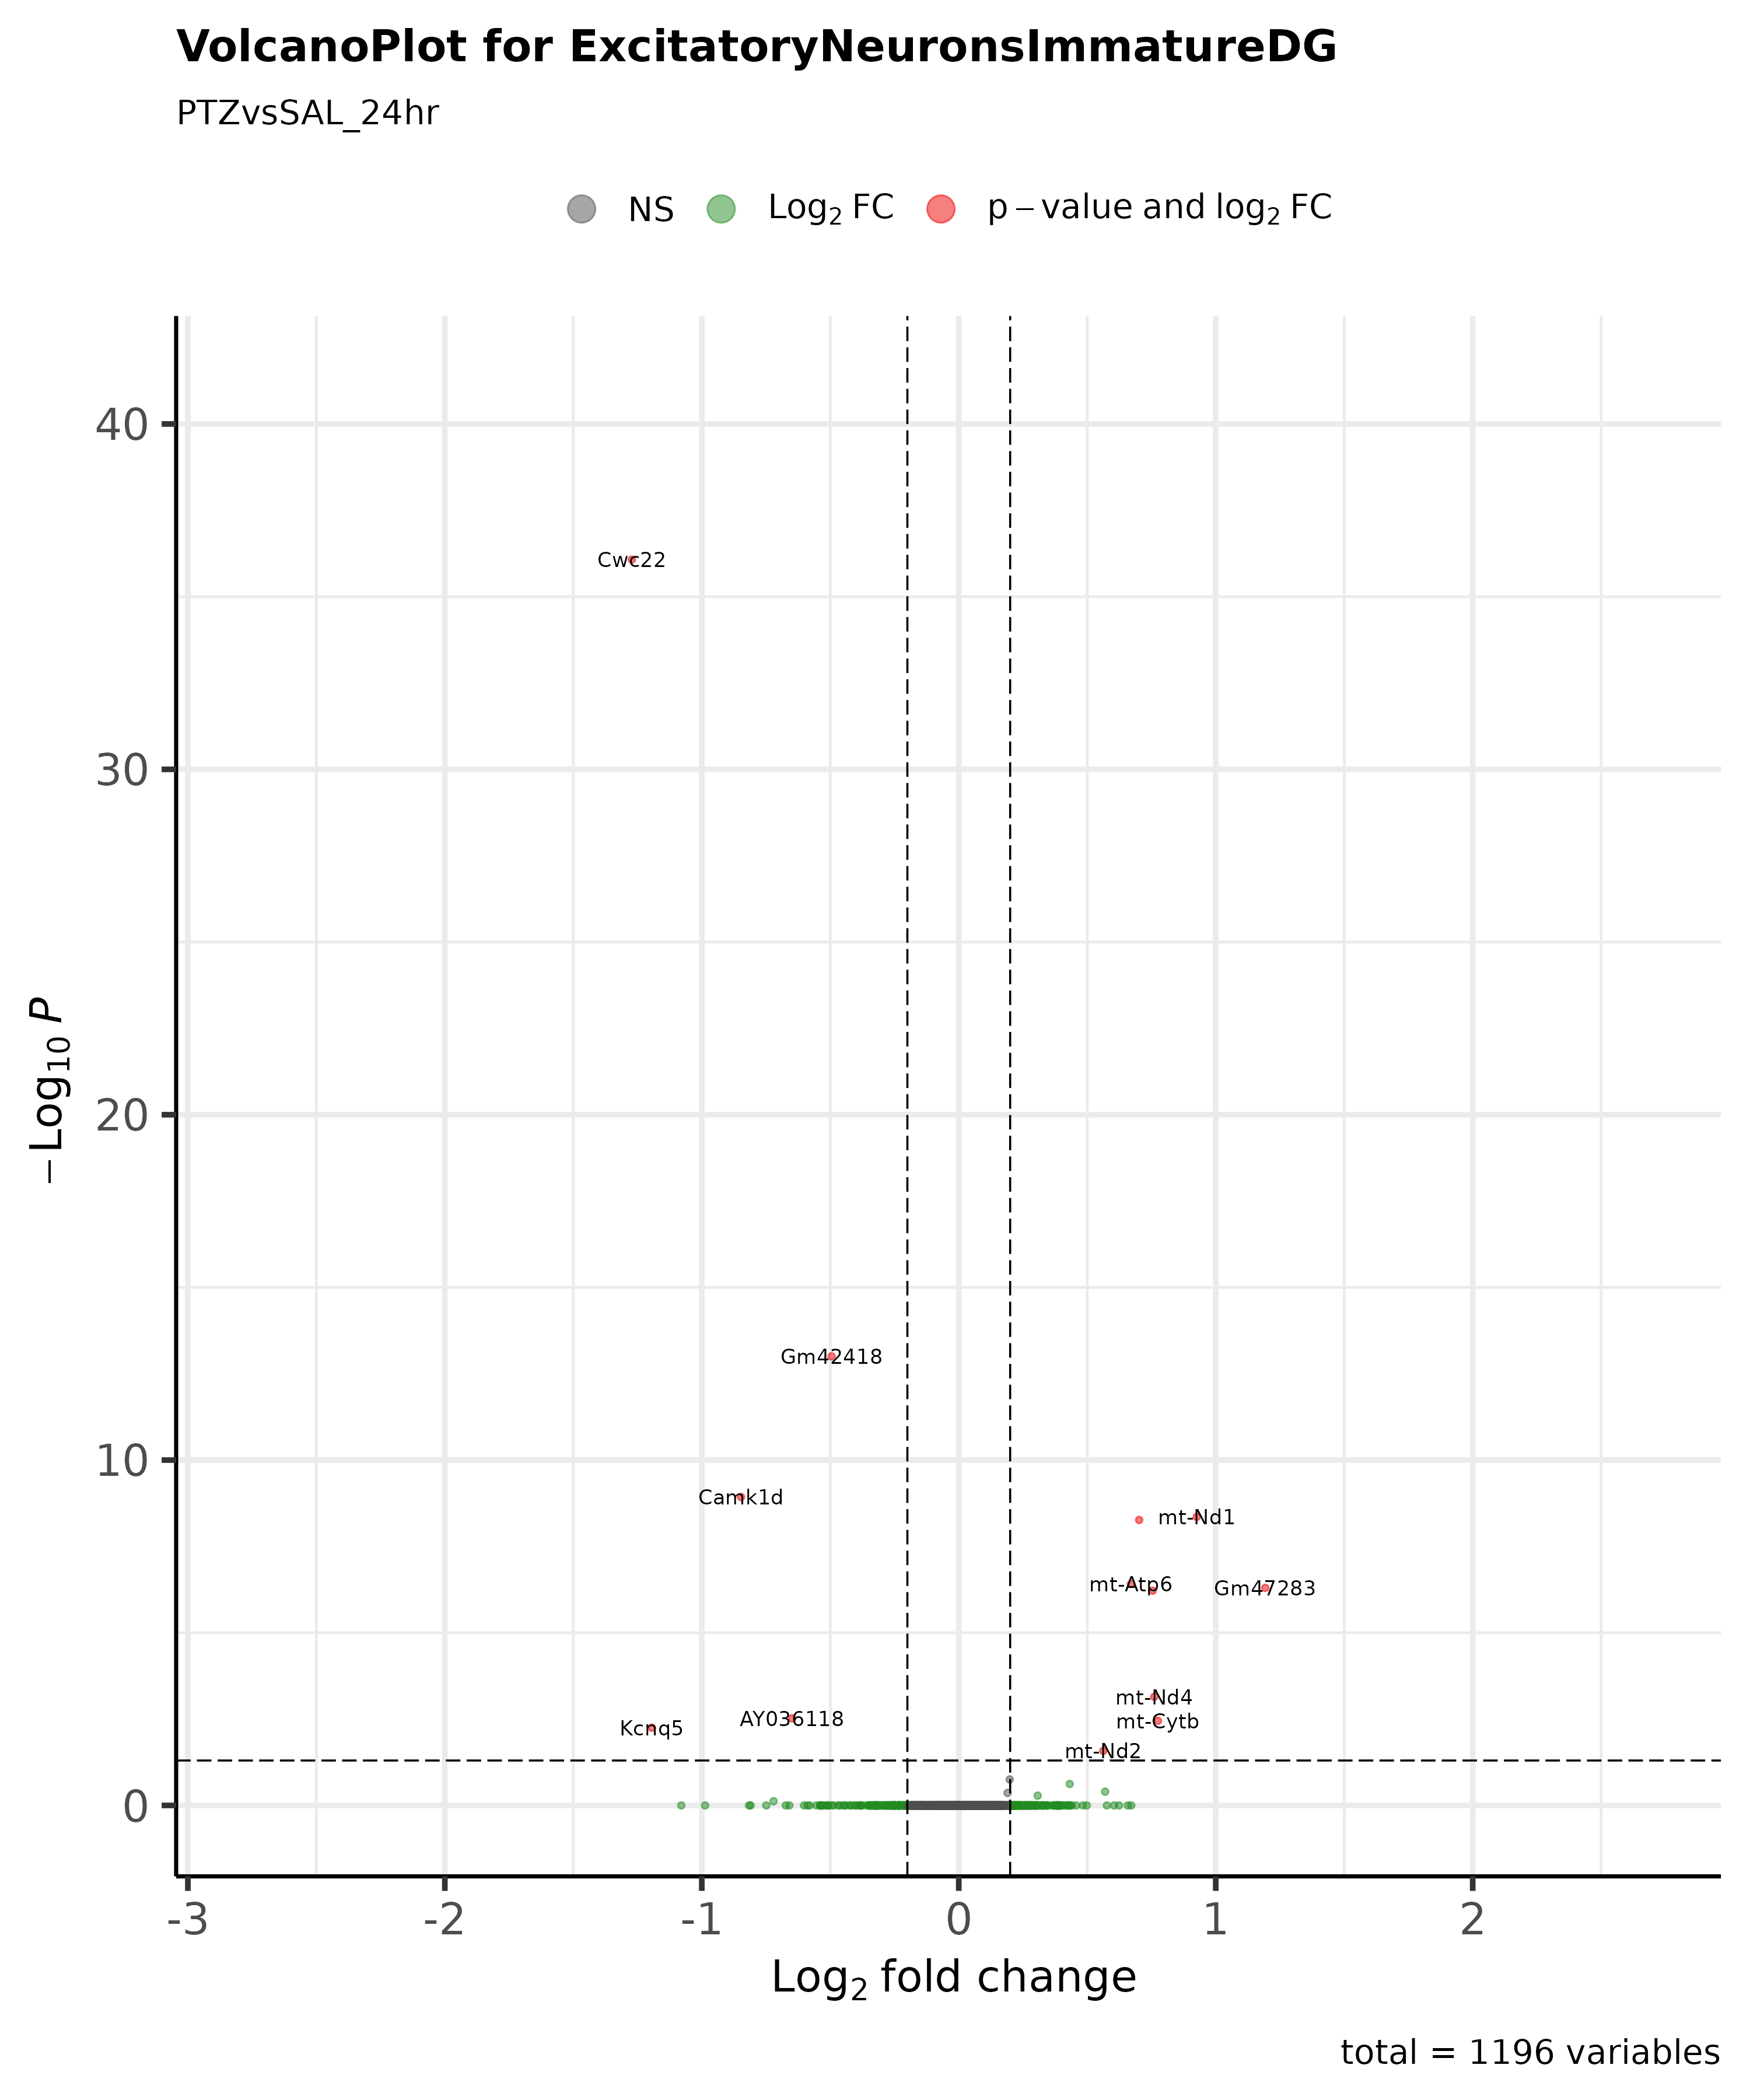 VolcanoPlot for ExcitatoryNeuronsImmatureDG
PTZvsSAL_24hr
NS Log2 FC p − value and log2 FC
−Log10 P
40
30
20
10
0
Cwc22
Gm42418
Camk1d
mt-Nd1
mt-Atp6
Gm47283
mt-Nd4
mt-Cytb
Kcnq5
AY036118
mt-Nd2
-3 -2 -1 0 1 2
Log2 fold change
total = 1196 variables